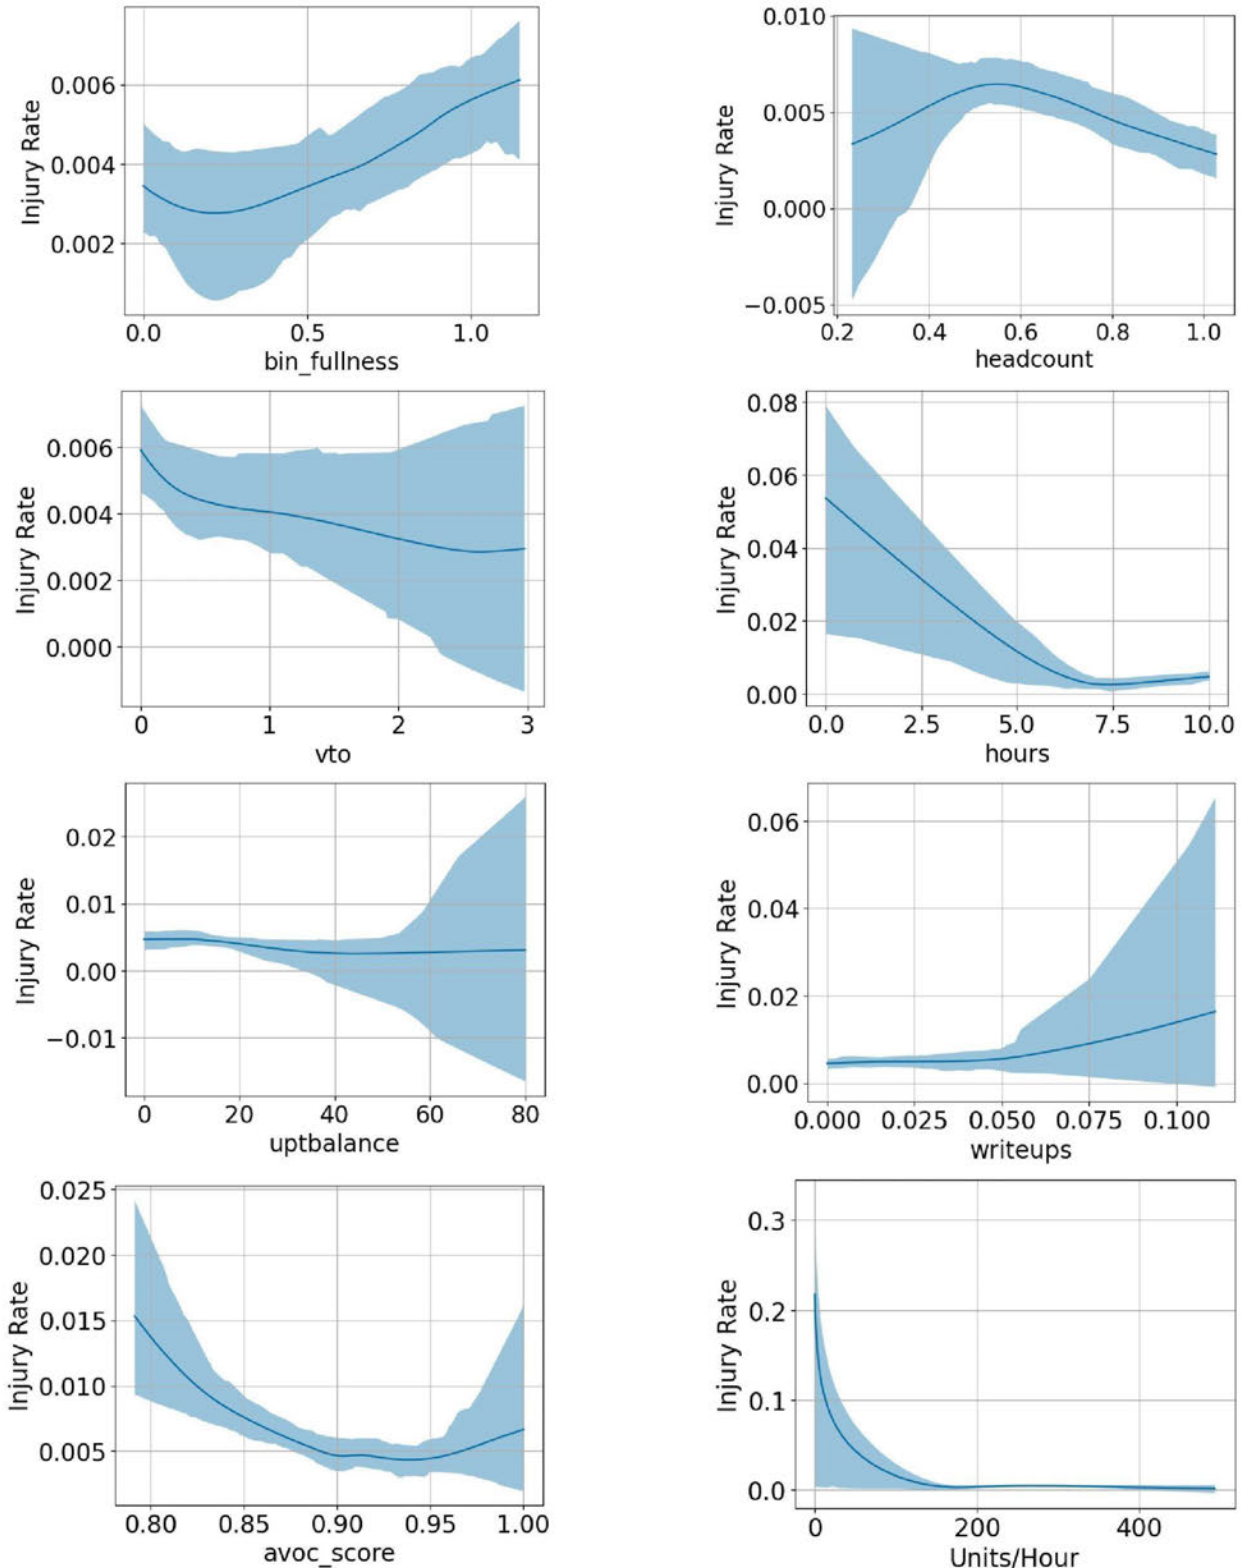 0.006
0.004
0.002
Injury Rate
0.0 0.5 1.0
bin_fullness
0.010
0.005
0.000
−0.005
Injury Rate
0.2 0.4 0.6 0.8 1.0
headcount
0.006
0.004
0.002
0.000
Injury Rate
0 1 2 3
vto
0.08
0.06
0.04
0.02
0.00
Injury Rate
0.0 2.5 5.0 7.5 10.0
hours
0.02
0.01
0.00
−0.01
Injury Rate
0 20 40 60 80
uptbalance
0.06
0.04
0.02
0.00
Injury Rate
0.000 0.025 0.050 0.075 0.100
writeups
0.025
0.020
0.015
0.010
0.005
Injury Rate
0.80 0.85 0.90 0.95 1.00
avoc_score
0.3
0.2
0.1
0.0
Injury Rate
0 200 400
Units/Hour